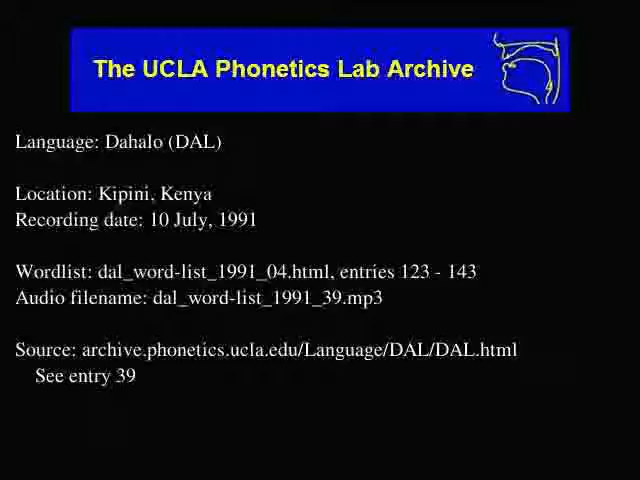 The UCLA Phonetics Lab Archive
Language: Dahalo (DAL)
Location: Kipini, Kenya
Recording date: 10 July, 1991
Wordlist: dal_word-list_1991_04.html, entries 123 - 143
Audio filename: dal_word-list_1991_39.mp3
Source: archive.phonetics.ucla.edu/Language/DAL/DAL.html
See entry 39